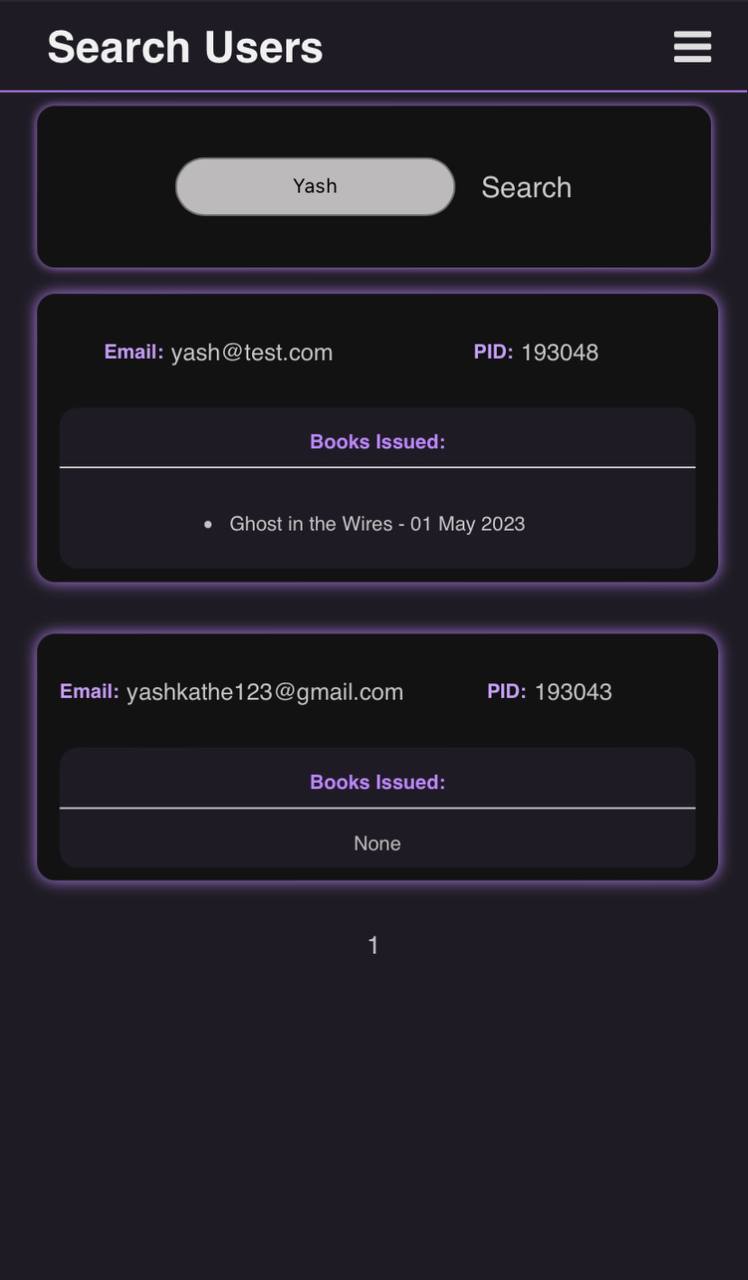 Search Users
Yash Search
Email: yash@test.com PID: 193048
Books Issued:
• Ghost in the Wires - 01 May 2023
Email: yashkathe123@gmail.com PID: 193043
Books Issued:
None
1